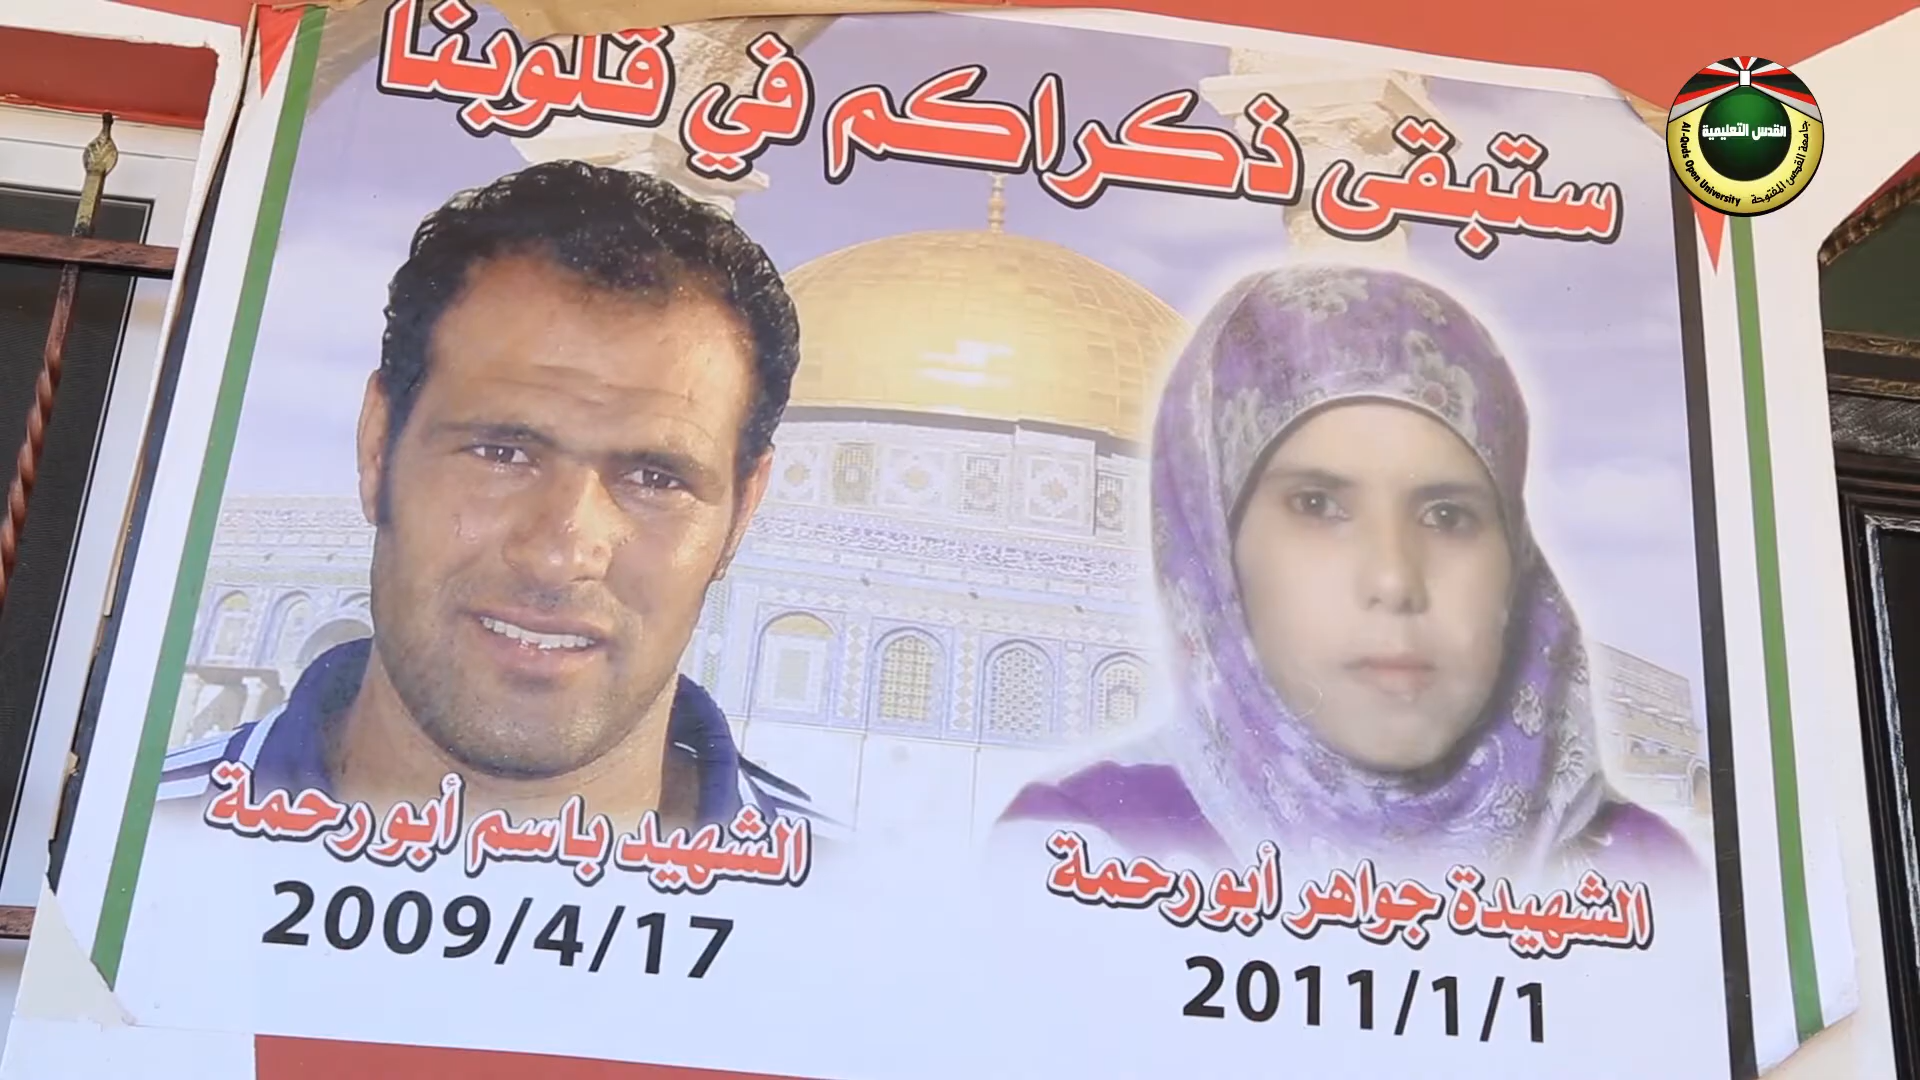 ستبقى ذكراكم في قلوبنا
الشهيدة جواهر أبو رحمة
2011/1/1
الشهيد باسم أبو رحمة
2009/4/17
القدس التعليمية
جامعة القدس المفتوحة
Al-Quds Open University